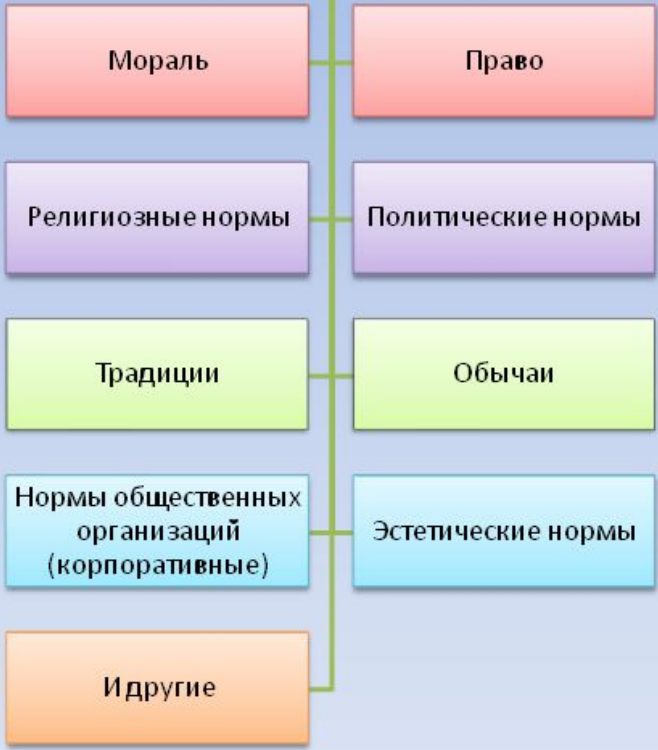 Мораль
Право
Религиозные нормы
Политические нормы
Традиции
Обычаи
Нормы общественных
организаций
(корпоративные)
Эстетические нормы
И другие